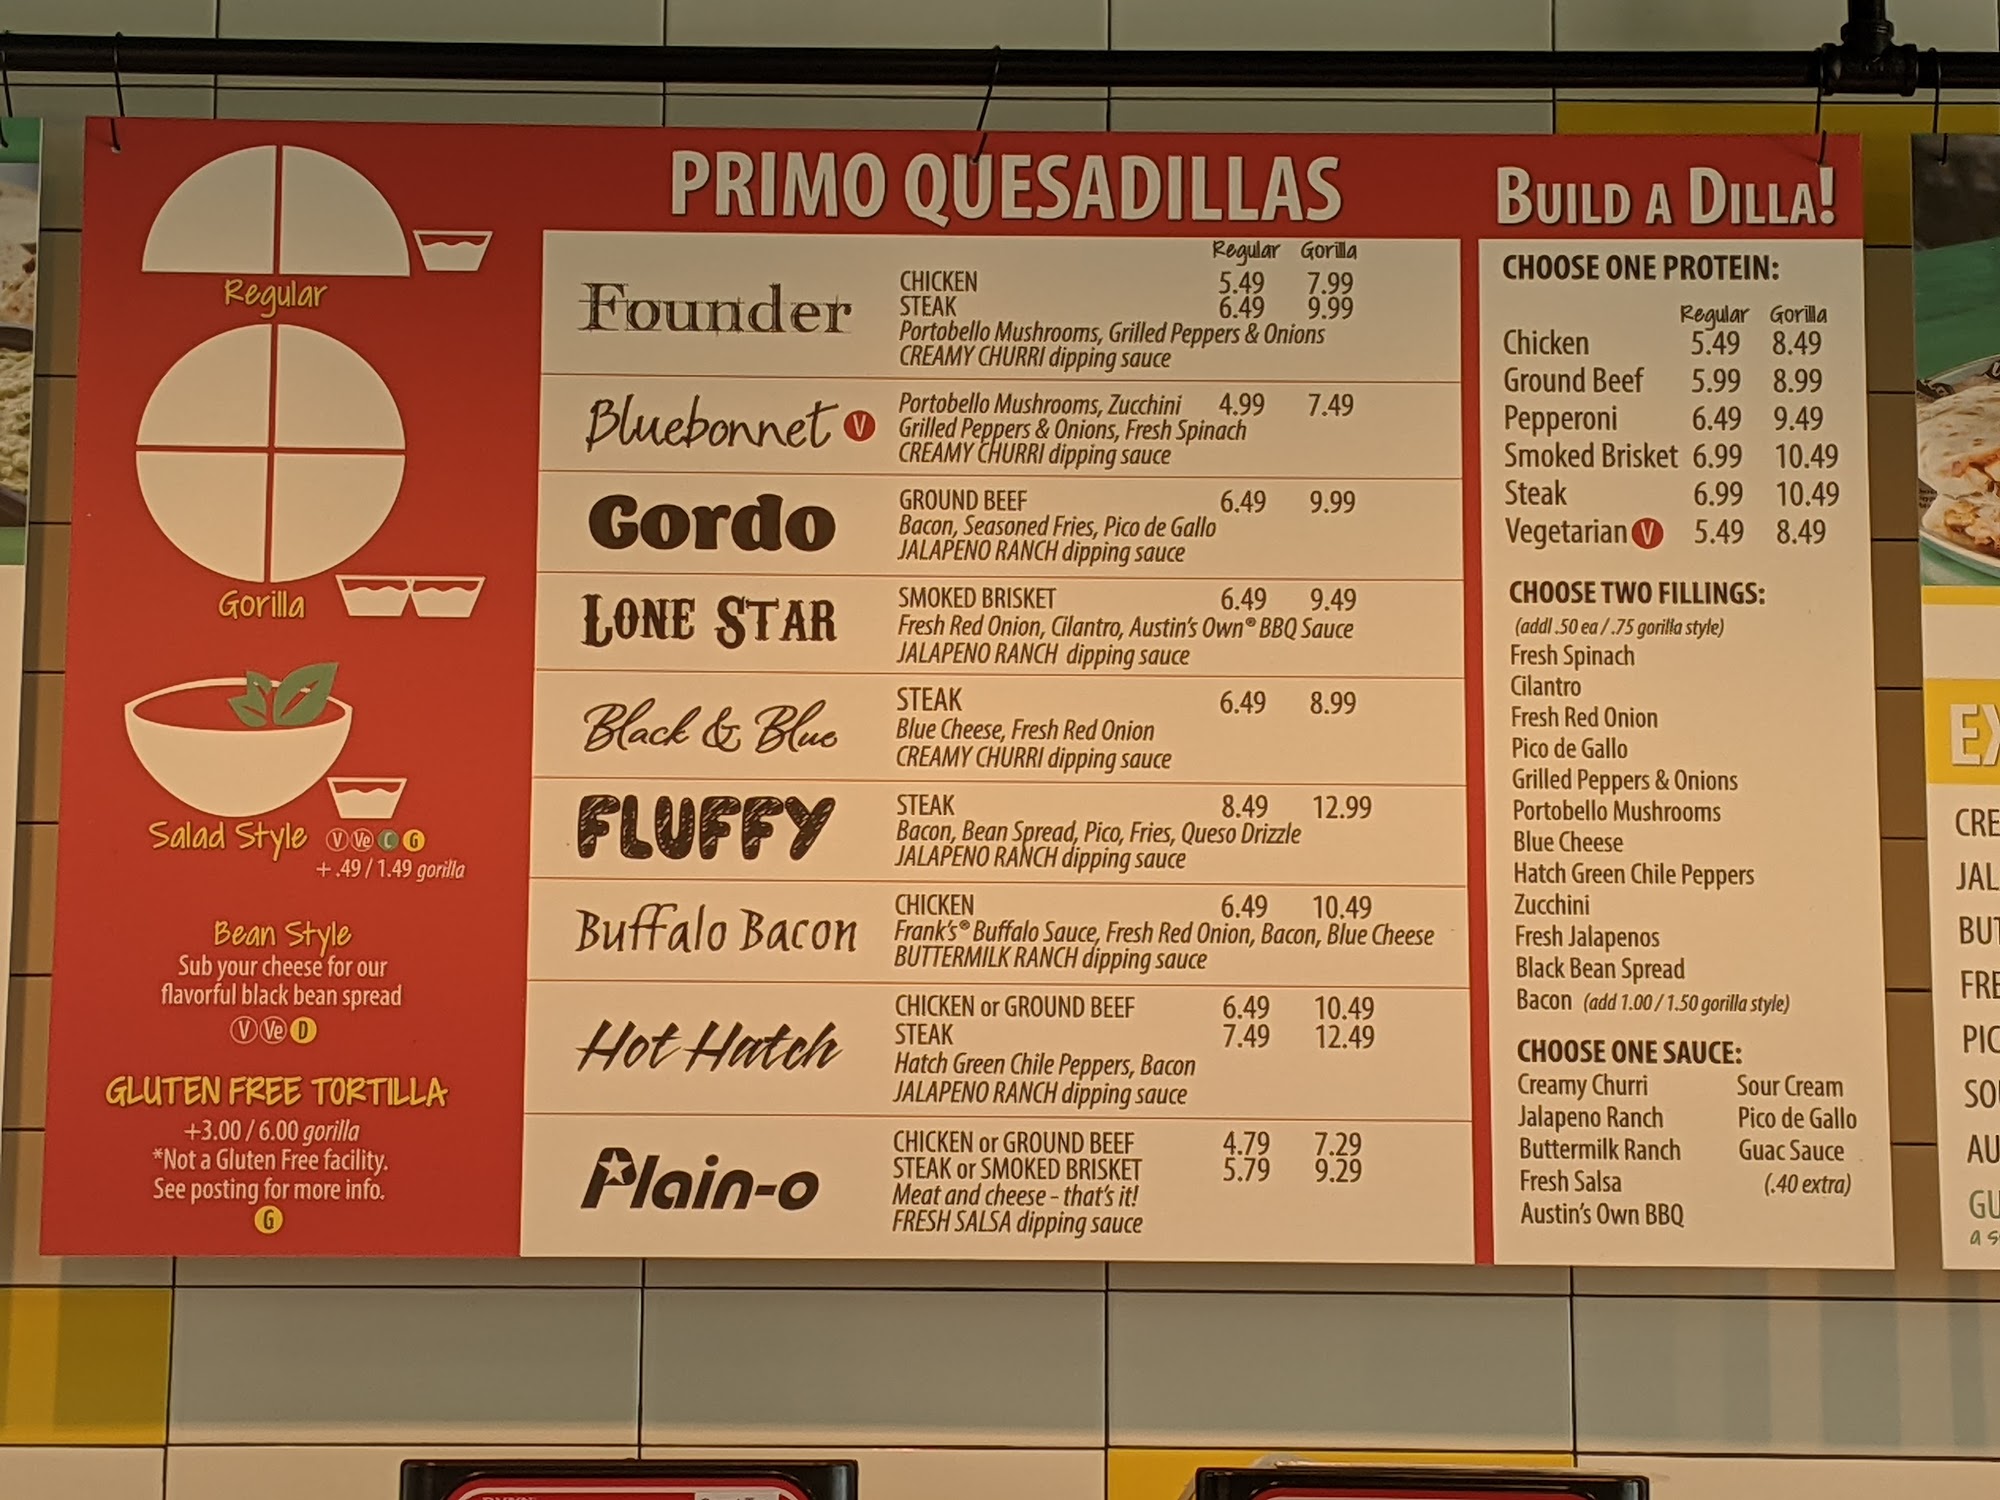 Regular
Gorilla
Salad Style V Ve C G
+ .49 / 1.49 gorilla
Bean Style
Sub your cheese for our
flavorful black bean spread
V Ve D
GLUTEN FREE TORTILLA
+3.00 / 6.00 gorilla
*Not a Gluten Free facility.
See posting for more info.
G
PRIMO QUESADILLAS
Regular Gorilla
Founder
CHICKEN 5.49 7.99
STEAK 6.49 9.99
Portobello Mushrooms, Grilled Peppers & Onions
CREAMY CHURRI dipping sauce
Bluebonnet V
Portobello Mushrooms, Zucchini 4.99 7.49
Grilled Peppers & Onions, Fresh Spinach
CREAMY CHURRI dipping sauce
Gordo
GROUND BEEF 6.49 9.99
Bacon, Seasoned Fries, Pico de Gallo
JALAPENO RANCH dipping sauce
LONE STAR
SMOKED BRISKET 6.49 9.49
Fresh Red Onion, Cilantro, Austin's Own® BBQ Sauce
JALAPENO RANCH dipping sauce
Black & Blue
STEAK 6.49 8.99
Blue Cheese, Fresh Red Onion
CREAMY CHURRI dipping sauce
FLUFFY
STEAK 8.49 12.99
Bacon, Bean Spread, Pico, Fries, Queso Drizzle
JALAPENO RANCH dipping sauce
Buffalo Bacon
CHICKEN 6.49 10.49
Frank's® Buffalo Sauce, Fresh Red Onion, Bacon, Blue Cheese
BUTTERMILK RANCH dipping sauce
Hot Hatch
CHICKEN or GROUND BEEF 6.49 10.49
STEAK 7.49 12.49
Hatch Green Chile Peppers, Bacon
JALAPENO RANCH dipping sauce
Plain-o
CHICKEN or GROUND BEEF 4.79 7.29
STEAK or SMOKED BRISKET 5.79 9.29
Meat and cheese - that's it!
FRESH SALSA dipping sauce
BUILD A DILLA!
CHOOSE ONE PROTEIN:
Regular Gorilla
Chicken 5.49 8.49
Ground Beef 5.99 8.99
Pepperoni 6.49 9.49
Smoked Brisket 6.99 10.49
Steak 6.99 10.49
Vegetarian V 5.49 8.49
CHOOSE TWO FILLINGS:
(addl .50 ea / .75 gorilla style)
Fresh Spinach
Cilantro
Fresh Red Onion
Pico de Gallo
Grilled Peppers & Onions
Portobello Mushrooms
Blue Cheese
Hatch Green Chile Peppers
Zucchini
Fresh Jalapenos
Black Bean Spread
Bacon (add 1.00 / 1.50 gorilla style)
CHOOSE ONE SAUCE:
Creamy Churri Sour Cream
Jalapeno Ranch Pico de Gallo
Buttermilk Ranch Guac Sauce
Fresh Salsa (.40 extra)
Austin's Own BBQ
EX
CRE
JAL
BUT
FRE
PIC
SO
AU
GU
a s